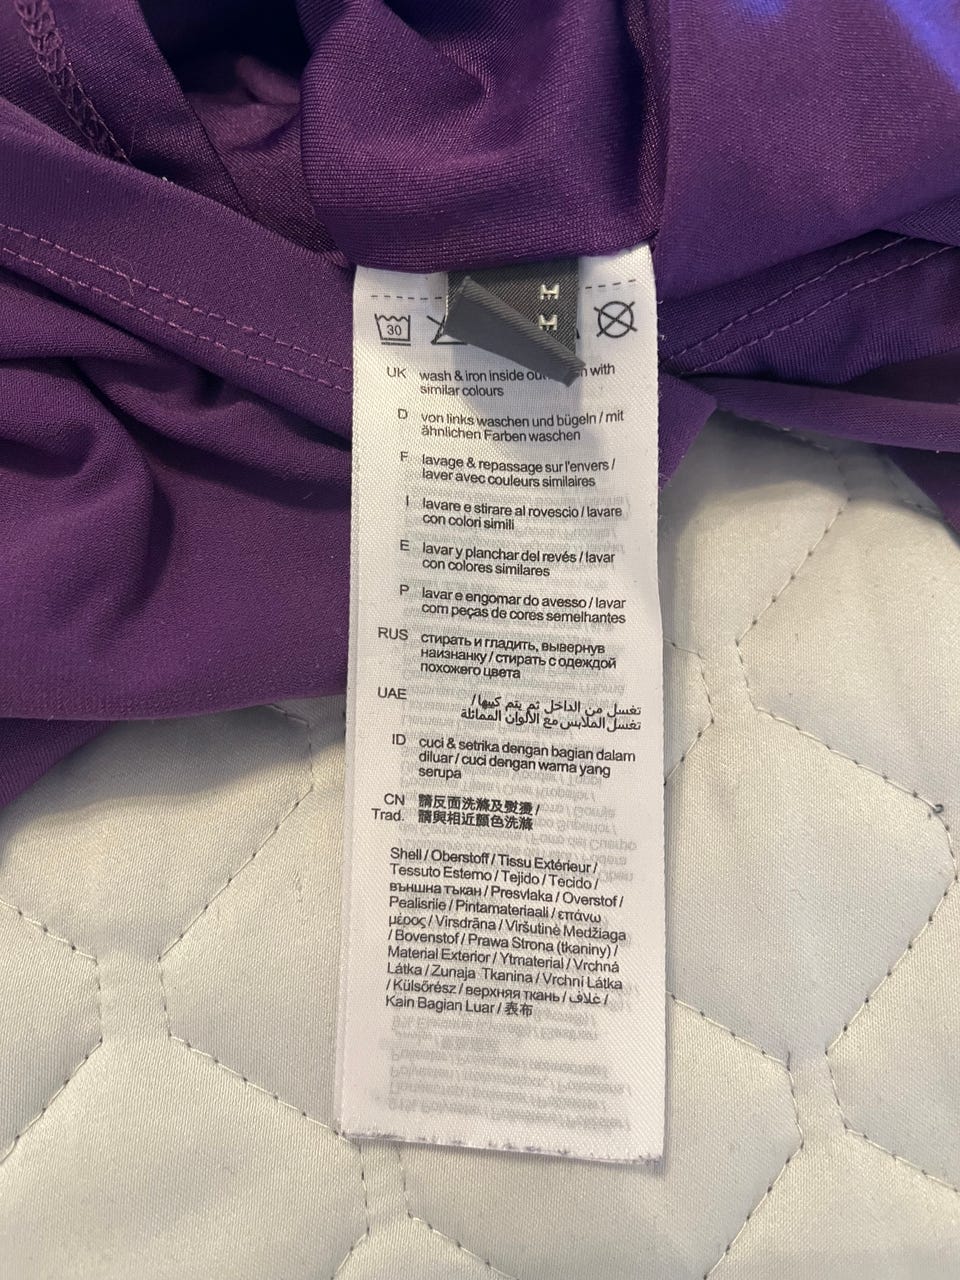 30
UK wash & iron inside with
similar colours
D von links waschen und bügeln / mit
ähnlichen Farben waschen
F lavage & repassage sur l'envers /
laver avec couleurs similaires
I lavare e stirare al rovescio / lavare
con colori simili
E lavar y planchar del revés / lavar
con colores similares
P lavar e engomar do avesso / lavar
com peças de cores semelhantes
RUS стирать и гладить, вывернув
наизнанку / стирать с одеждой
похожего цвета
UAE تغسل من الداخل ثم يتم كيها /
تغسل الملابس مع الألوان المماثلة
ID cuci & setrika dengan bagian dalam
diluar / cuci dengan warna yang
serupa
CN 請反面洗滌及熨燙 /
Trad. 請與相近顏色洗滌
Shell / Oberstoff / Tissu Extérieur /
Tessuto Esterno / Tejido / Tecido /
външна тъкан / Presvlaka / Overstof /
Pealisriie / Pintamateriaali / επάνω
μέρος / Virsdrāna / Viršutinė Medžiaga
/ Bovenstof / Prawa Strona (tkaniny) /
Material Exterior / Ytmaterial / Vrchná
Látka / Zunaja Tkanina / Vrchní Látka
/ Külsőrész / верхняя ткань / غلاف /
Kain Bagian Luar / 表布